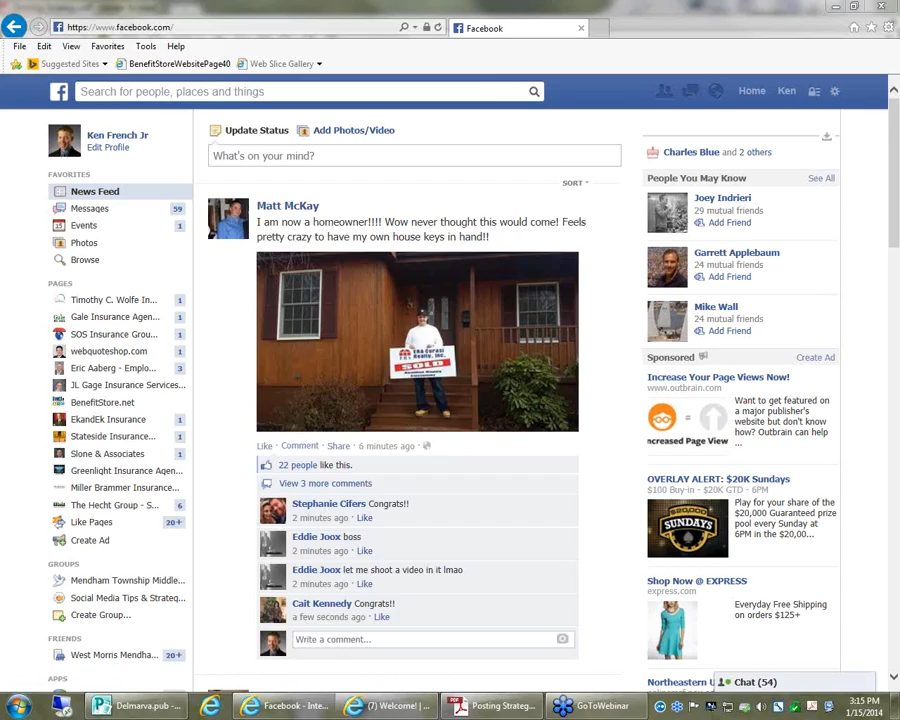 https://www.facebook.com/
Facebook
File Edit View Favorites Tools Help
Suggested Sites BenefitStoreWebsitePage40 Web Slice Gallery
Search for people, places and things
Home Ken
Ken French Jr
Edit Profile
FAVORITES
News Feed
Messages 59
Events 1
Photos
Browse
PAGES
Timothy C. Wolfe In... 1
Gale Insurance Agen... 1
SOS Insurance Grou... 1
webquoteshop.com 1
Eric Aaberg - Emplo... 3
JL Gage Insurance Services...
BenefitStore.net
EkandEk Insurance 1
Stateside Insurance... 1
Slone & Associates 1
Greenlight Insurance Agen...
Miller Brammer Insurance...
The Hecht Group - S... 6
Like Pages 20+
Create Ad
GROUPS
Mendham Township Middle...
Social Media Tips & Strateg...
Create Group...
FRIENDS
West Morris Mendha... 20+
APPS
Update Status Add Photos/Video
What's on your mind?
SORT
Matt McKay
I am now a homeowner!!!! Wow never thought this would come! Feels
pretty crazy to have my own house keys in hand!!
Realty, Inc.
SOLD
Like · Comment · Share · 6 minutes ago ·
22 people like this.
View 3 more comments
Stephanie Cifers Congrats!!
2 minutes ago · Like
Eddie Joox boss
2 minutes ago · Like
Eddie Joox let me shoot a video in it lmao
2 minutes ago · Like
Cait Kennedy Congrats!!
a few seconds ago · Like
Write a comment...
Charles Blue and 2 others
People You May Know See All
Joey Indrieri
29 mutual friends
Add Friend
Garrett Applebaum
24 mutual friends
Add Friend
Mike Wall
24 mutual friends
Add Friend
Sponsored Create Ad
Increase Your Page Views Now!
www.outbrain.com
ncreased Page View
Want to get featured on
a major publisher's
website but don't know
how? Outbrain can help
...
OVERLAY ALERT: $20K Sundays
$100 Buy-in - $20K GTD - 6PM
$20,000
SUNDAYS
Play for your share of the
$20,000 Guaranteed prize
pool every Sunday at
6PM in the $20,00...
Shop Now @ EXPRESS
express.com
Everyday Free Shipping
on orders $125+
Northeastern U
Chat (54)
Delmarva.pub -...
Facebook - Inte...
(7) Welcome! |...
Posting Strateg...
GoToWebinar
3:15 PM
1/15/2014